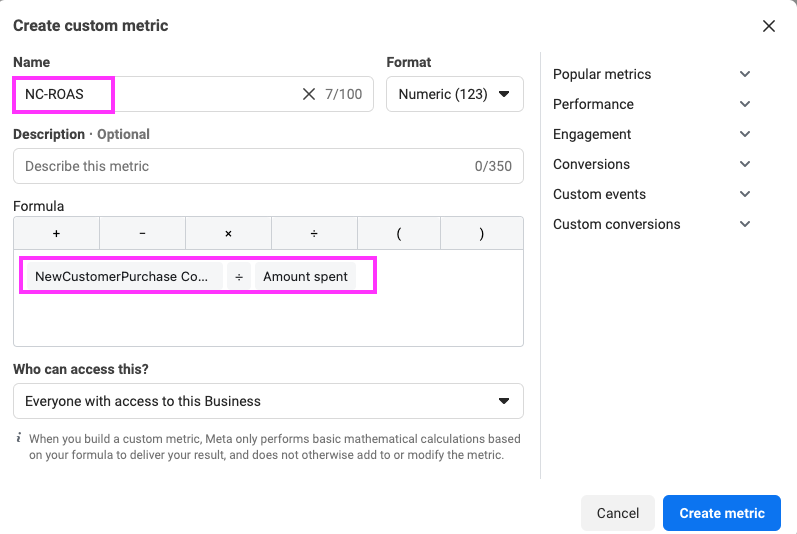 Create custom metric
Name
Format
NC-ROAS
7/100
Numeric (123)
Description · Optional
Describe this metric
0/350
Formula
+ − × ÷ ( )
NewCustomerPurchase Co... ÷ Amount spent
Who can access this?
Everyone with access to this Business
i When you build a custom metric, Meta only performs basic mathematical calculations based
on your formula to deliver your result, and does not otherwise add to or modify the metric.
Popular metrics
Performance
Engagement
Conversions
Custom events
Custom conversions
Cancel
Create metric